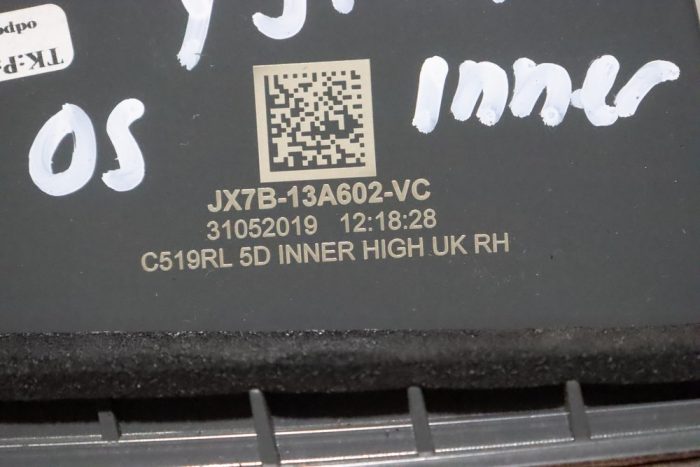 OS
inner
JX7B-13A602-VC
31052019 12:18:28
C519RL 5D INNER HIGH UK RH